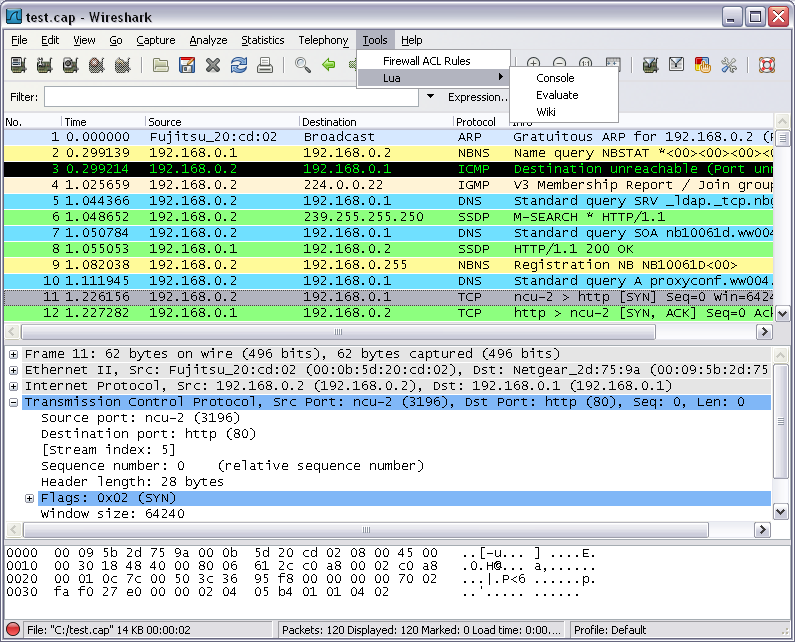 test.cap - Wireshark
File Edit View Go Capture Analyze Statistics Telephony Tools Help
Firewall ACL Rules
Lua
Console
Evaluate
Wiki
Filter: Expression...
No. Time Source Destination Protocol Info
1 0.000000 Fujitsu_20:cd:02 Broadcast ARP Gratuitous ARP for 192.168.0.2 (
2 0.299139 192.168.0.1 192.168.0.2 NBNS Name query NBSTAT *<00><00><00><0
3 0.299214 192.168.0.2 192.168.0.1 ICMP Destination unreachable (Port un
4 1.025659 192.168.0.2 224.0.0.22 IGMP V3 Membership Report / Join grou
5 1.044366 192.168.0.2 192.168.0.1 DNS Standard query SRV _ldap._tcp.nb
6 1.048652 192.168.0.2 239.255.255.250 SSDP M-SEARCH * HTTP/1.1
7 1.050784 192.168.0.2 192.168.0.1 DNS Standard query SOA nb10061d.ww004
8 1.055053 192.168.0.1 192.168.0.2 SSDP HTTP/1.1 200 OK
9 1.082038 192.168.0.2 192.168.0.255 NBNS Registration NB NB10061D<00>
10 1.111945 192.168.0.2 192.168.0.1 DNS Standard query A proxyconf.ww004.
11 1.226156 192.168.0.2 192.168.0.1 TCP ncu-2 > http [SYN] Seq=0 Win=6424
12 1.227282 192.168.0.1 192.168.0.2 TCP http > ncu-2 [SYN, ACK] Seq=0 Ac
Frame 11: 62 bytes on wire (496 bits), 62 bytes captured (496 bits)
Ethernet II, Src: Fujitsu_20:cd:02 (00:0b:5d:20:cd:02), Dst: Netgear_2d:75:9a (00:09:5b:2d:75
Internet Protocol, Src: 192.168.0.2 (192.168.0.2), Dst: 192.168.0.1 (192.168.0.1)
Transmission Control Protocol, Src Port: ncu-2 (3196), Dst Port: http (80), Seq: 0, Len: 0
Source port: ncu-2 (3196)
Destination port: http (80)
[Stream index: 5]
Sequence number: 0 (relative sequence number)
Header length: 28 bytes
Flags: 0x02 (SYN)
Window size: 64240
0000 00 09 5b 2d 75 9a 00 0b 5d 20 cd 02 08 00 45 00 ..[-u... ] ....E.
0010 00 30 18 48 40 00 80 06 61 2c c0 a8 00 02 c0 a8 .0.H@... a,......
0020 00 01 0c 7c 00 50 3c 36 95 f8 00 00 00 00 70 02 ...|.P<6 ......p.
0030 fa f0 27 e0 00 00 02 04 05 b4 01 01 04 02 ..'..... ......
File: "C:/test.cap" 14 KB 00:00:02 Packets: 120 Displayed: 120 Marked: 0 Load time: 0:00.... Profile: Default